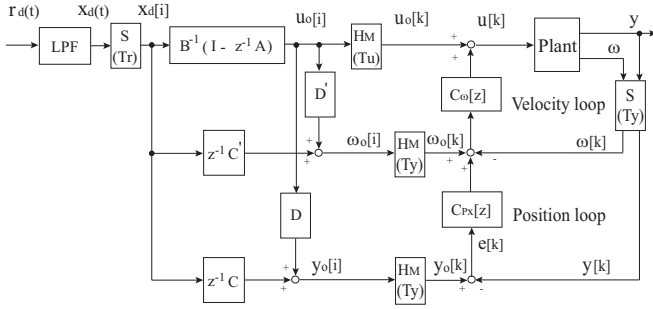 r_d(t) x_d(t) x_d[i] u_o[i] u_o[k] u[k] y
LPF
S
(Tr)
B⁻¹ ( I - z⁻¹A )
H_M
(Tu)
+
+
Plant
ω
D'
C_ω[z]
Velocity loop
S
(Ty)
z⁻¹ C'
+
+
ω_o[i]
H_M
(Ty)
ω_o[k]
+
+
-
ω[k]
D
C_Px[z]
Position loop
e[k]
z⁻¹ C
+
+
y_o[i]
H_M
(Ty)
y_o[k]
+
-
y[k]